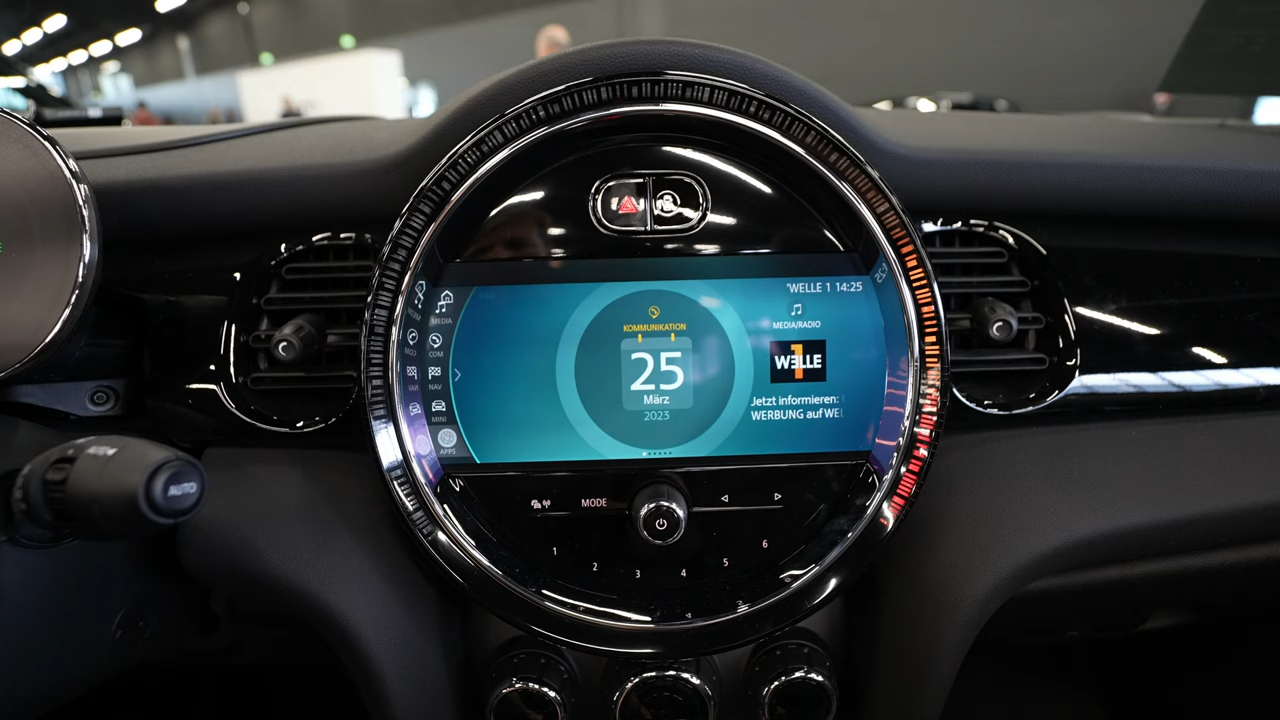 'WELLE 1 14:25
MEDIA
COM
NAV
MINI
APPS
KOMMUNIKATION
25
März
2023
MEDIA/RADIO
WELLE
1
Jetzt informieren:
WERBUNG auf WEL
MODE
1
2
3
4
5
6
AUTO